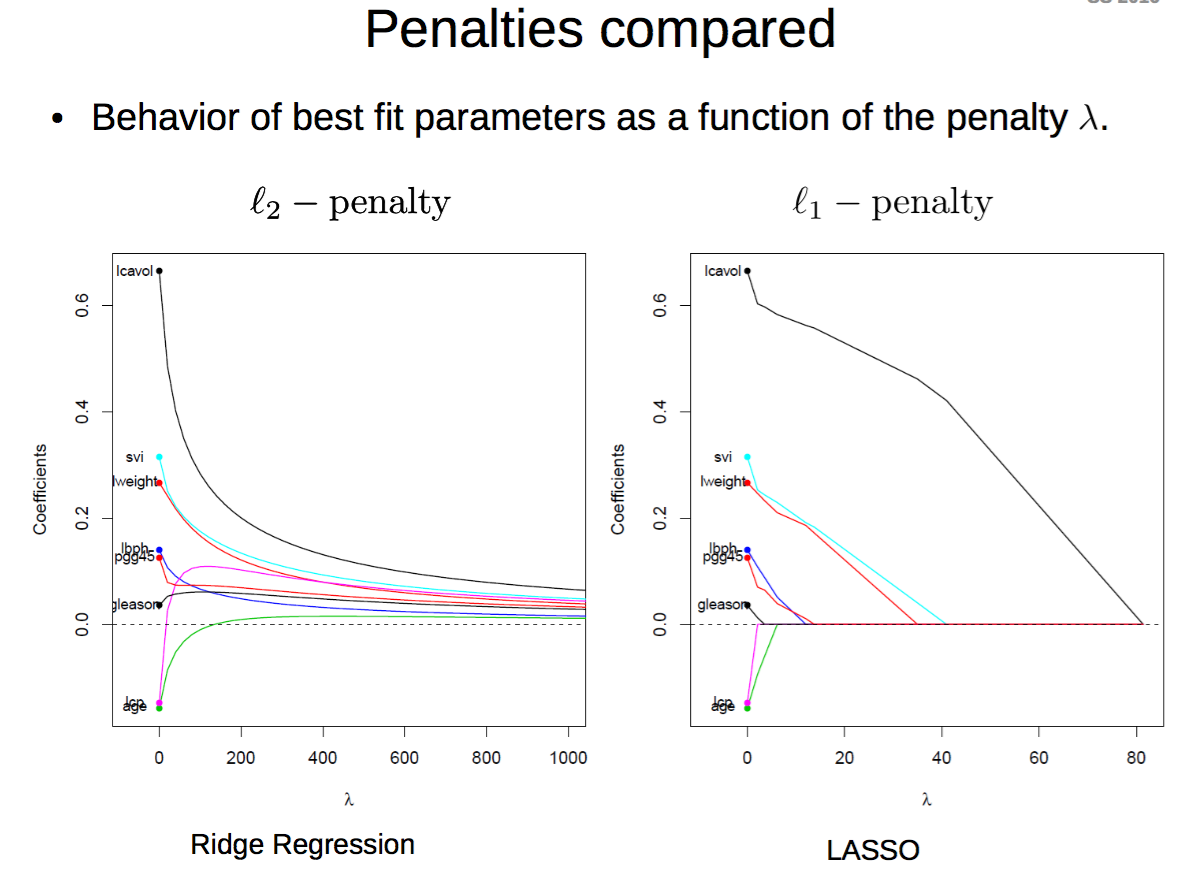 Penalties compared
• Behavior of best fit parameters as a function of the penalty λ.
ℓ₂ − penalty
lcavol
svi
lweight
lbph
pgg45
gleason
lcp
age
0.6
0.4
0.2
0.0
Coefficients
0 200 400 600 800 1000
λ
Ridge Regression
ℓ₁ − penalty
lcavol
svi
lweight
lbph
pgg45
gleason
lcp
age
0.6
0.4
0.2
0.0
Coefficients
0 20 40 60 80
λ
LASSO